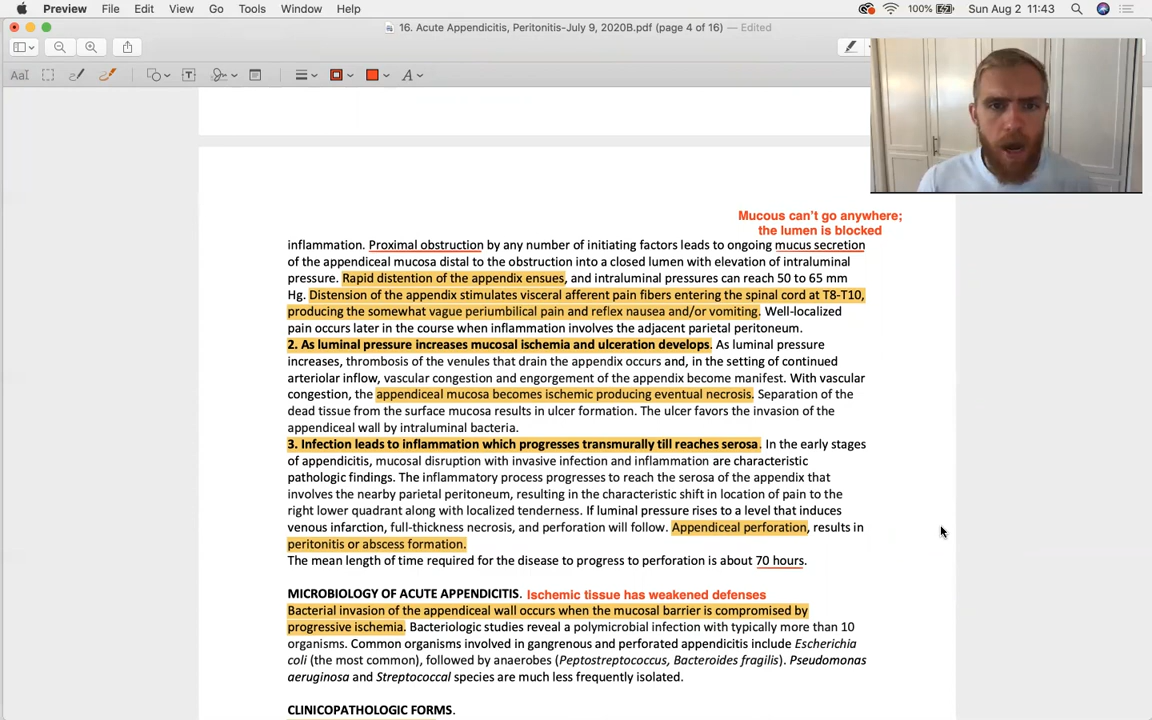 Preview File Edit View Go Tools Window Help 100% Sun Aug 2 11:43
16. Acute Appendicitis, Peritonitis-July 9, 2020B.pdf (page 4 of 16) — Edited
AaI T A
Mucous can't go anywhere;
the lumen is blocked
inflammation. Proximal obstruction by any number of initiating factors leads to ongoing mucus secretion
of the appendiceal mucosa distal to the obstruction into a closed lumen with elevation of intraluminal
pressure. Rapid distention of the appendix ensues, and intraluminal pressures can reach 50 to 65 mm
Hg. Distension of the appendix stimulates visceral afferent pain fibers entering the spinal cord at T8-T10,
producing the somewhat vague periumbilical pain and reflex nausea and/or vomiting. Well-localized
pain occurs later in the course when inflammation involves the adjacent parietal peritoneum.
2. As luminal pressure increases mucosal ischemia and ulceration develops. As luminal pressure
increases, thrombosis of the venules that drain the appendix occurs and, in the setting of continued
arteriolar inflow, vascular congestion and engorgement of the appendix become manifest. With vascular
congestion, the appendiceal mucosa becomes ischemic producing eventual necrosis. Separation of the
dead tissue from the surface mucosa results in ulcer formation. The ulcer favors the invasion of the
appendiceal wall by intraluminal bacteria.
3. Infection leads to inflammation which progresses transmurally till reaches serosa. In the early stages
of appendicitis, mucosal disruption with invasive infection and inflammation are characteristic
pathologic findings. The inflammatory process progresses to reach the serosa of the appendix that
involves the nearby parietal peritoneum, resulting in the characteristic shift in location of pain to the
right lower quadrant along with localized tenderness. If luminal pressure rises to a level that induces
venous infarction, full-thickness necrosis, and perforation will follow. Appendiceal perforation, results in
peritonitis or abscess formation.
The mean length of time required for the disease to progress to perforation is about 70 hours.
MICROBIOLOGY OF ACUTE APPENDICITIS. Ischemic tissue has weakened defenses
Bacterial invasion of the appendiceal wall occurs when the mucosal barrier is compromised by
progressive ischemia. Bacteriologic studies reveal a polymicrobial infection with typically more than 10
organisms. Common organisms involved in gangrenous and perforated appendicitis include Escherichia
coli (the most common), followed by anaerobes (Peptostreptococcus, Bacteroides fragilis). Pseudomonas
aeruginosa and Streptococcal species are much less frequently isolated.
CLINICOPATHOLOGIC FORMS.